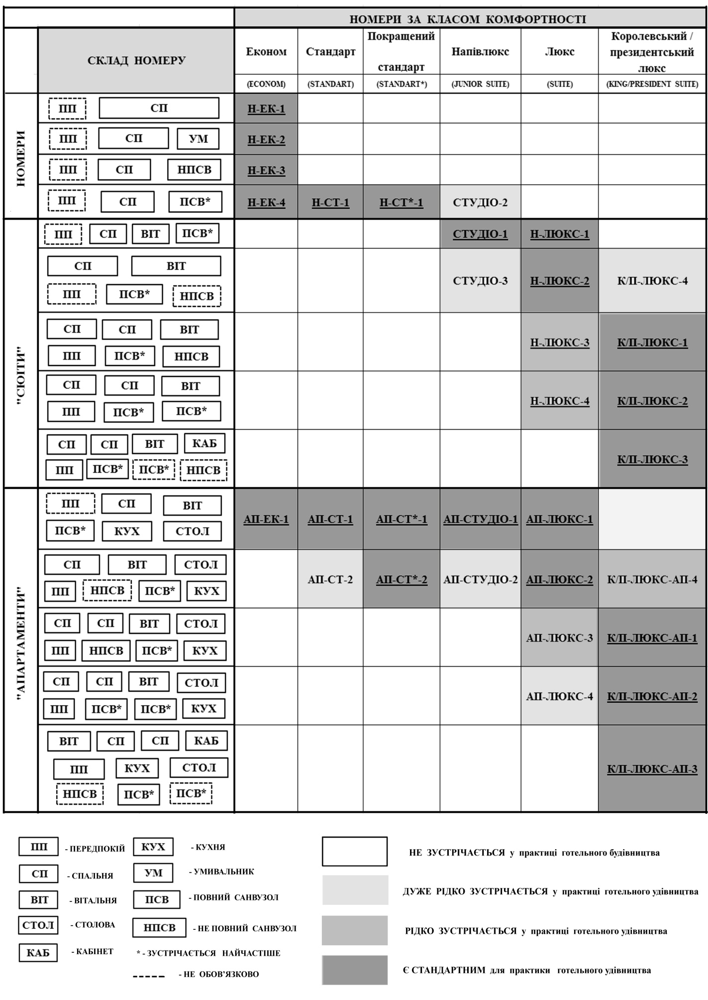 НОМЕРИ ЗА КЛАСОМ КОМФОРТНОСТІ
СКЛАД НОМЕРУ
Економ
Стандарт
Покращений
стандарт
Напівлюкс
Люкс
Королевський /
президентський
люкс
(ECONOM)
(STANDART)
(STANDART*)
(JUNIOR SUITE)
(SUITE)
(KING/PRESIDENT SUITE)
НОМЕРИ
ПП СП Н-ЕК-1
ПП СП УМ Н-ЕК-2
ПП СП НПСВ Н-ЕК-3
ПП СП ПСВ* Н-ЕК-4 Н-СТ-1 Н-СТ*-1 СТУДІО-2
"СЮІТИ"
ПП СП ВІТ ПСВ* СТУДІО-1 Н-ЛЮКС-1
СП ВІТ
ПП ПСВ* НПСВ
СТУДІО-3 Н-ЛЮКС-2 К/П-ЛЮКС-4
СП СП ВІТ
ПП ПСВ* НПСВ
Н-ЛЮКС-3 К/П-ЛЮКС-1
СП СП ВІТ
ПП ПСВ* ПСВ*
Н-ЛЮКС-4 К/П-ЛЮКС-2
СП СП ВІТ КАБ
ПП ПСВ* ПСВ* НПСВ
К/П-ЛЮКС-3
"АПАРТАМЕНТИ"
ПП СП ВІТ
ПСВ* КУХ СТОЛ
АП-ЕК-1 АП-СТ-1 АП-СТ*-1 АП-СТУДІО-1 АП-ЛЮКС-1
СП ВІТ СТОЛ
ПП НПСВ ПСВ* КУХ
АП-СТ-2 АП-СТ*-2 АП-СТУДІО-2 АП-ЛЮКС-2 К/П-ЛЮКС-АП-4
СП СП ВІТ СТОЛ
ПП НПСВ ПСВ* КУХ
АП-ЛЮКС-3 К/П-ЛЮКС-АП-1
СП СП ВІТ СТОЛ
ПП ПСВ* ПСВ* КУХ
АП-ЛЮКС-4 К/П-ЛЮКС-АП-2
ВІТ СП СП КАБ
ПП КУХ СТОЛ
НПСВ ПСВ* ПСВ*
К/П-ЛЮКС-АП-3
ПП - ПЕРЕДПОКІЙ
СП - СПАЛЬНЯ
ВІТ - ВІТАЛЬНЯ
СТОЛ - СТОЛОВА
КАБ - КАБІНЕТ
КУХ - КУХНЯ
УМ - УМИВАЛЬНИК
ПСВ - ПОВНИЙ САНВУЗОЛ
НПСВ - НЕ ПОВНИЙ САНВУЗОЛ
* - ЗУСТРІЧАЄТЬСЯ НАЙЧАСТІШЕ
- НЕ ОБОВ'ЯЗКОВО
НЕ ЗУСТРІЧАЄТЬСЯ у практиці готельного будівництва
ДУЖЕ РІДКО ЗУСТРІЧАЄТЬСЯ у практиці готельного удівництва
РІДКО ЗУСТРІЧАЄТЬСЯ у практиці готельного удівництва
Є СТАНДАРТНИМ для практики готельного удівництва